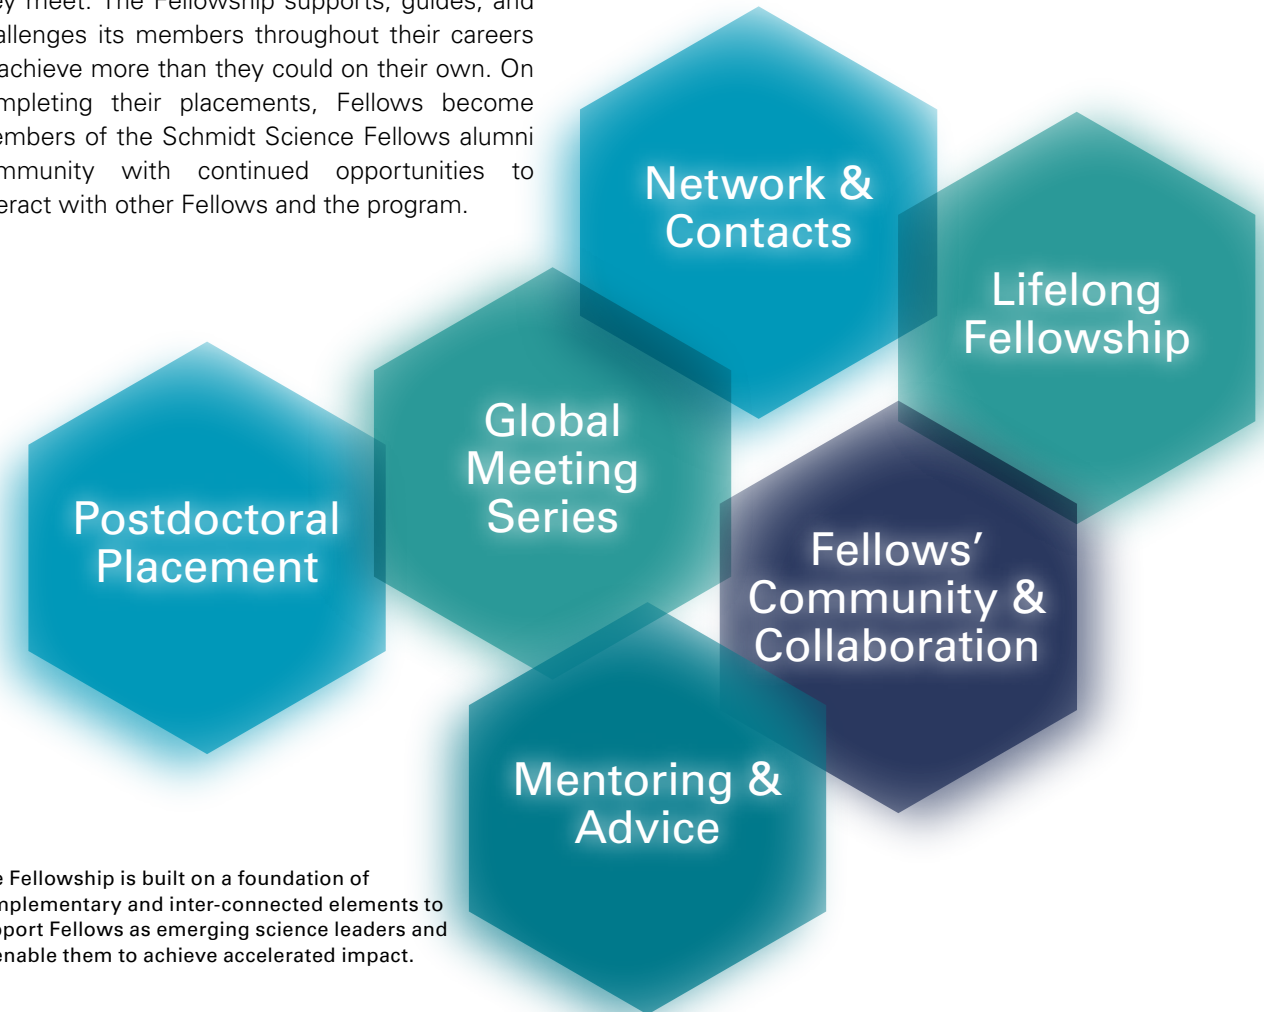 ey meet. The Fellowship supports, guides, and
allenges its members throughout their careers
achieve more than they could on their own. On
mpleting their placements, Fellows become
embers of the Schmidt Science Fellows alumni
mmunity with continued opportunities to
eract with other Fellows and the program.
Network &
Contacts
Lifelong
Fellowship
Global
Meeting
Series
Postdoctoral
Placement
Fellows’
Community &
Collaboration
Mentoring &
Advice
e Fellowship is built on a foundation of
mplementary and inter-connected elements to
pport Fellows as emerging science leaders and
enable them to achieve accelerated impact.